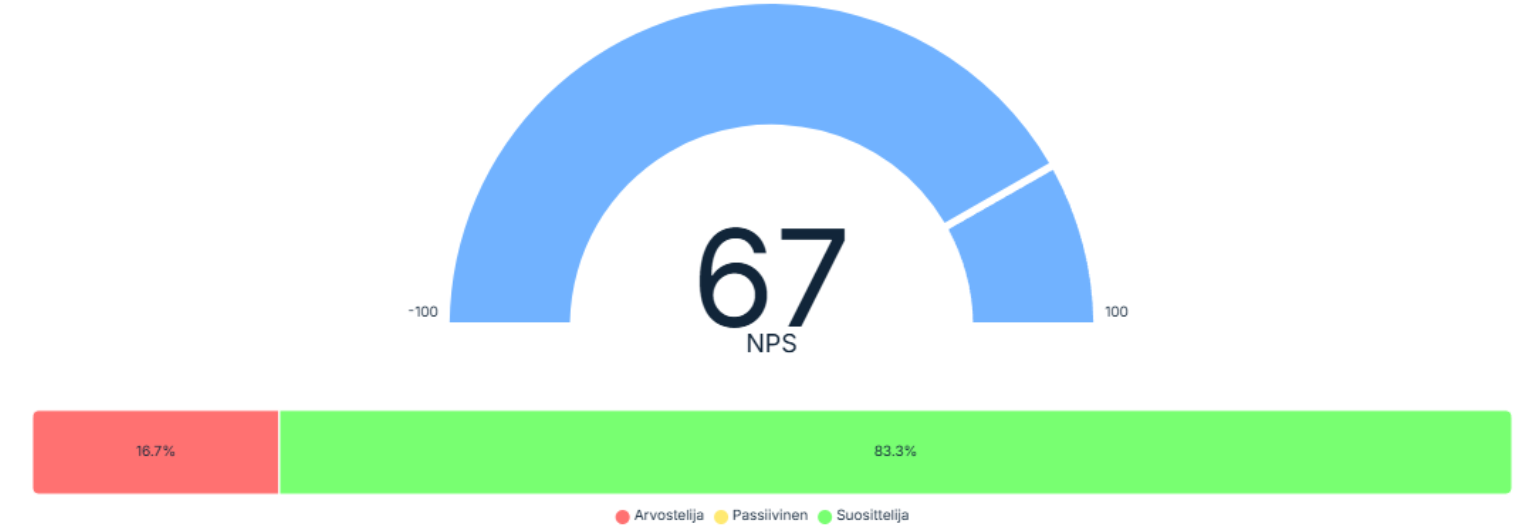 67
-100
100
NPS
16.7%
83.3%
Arvostelija Passiivinen Suosittelija